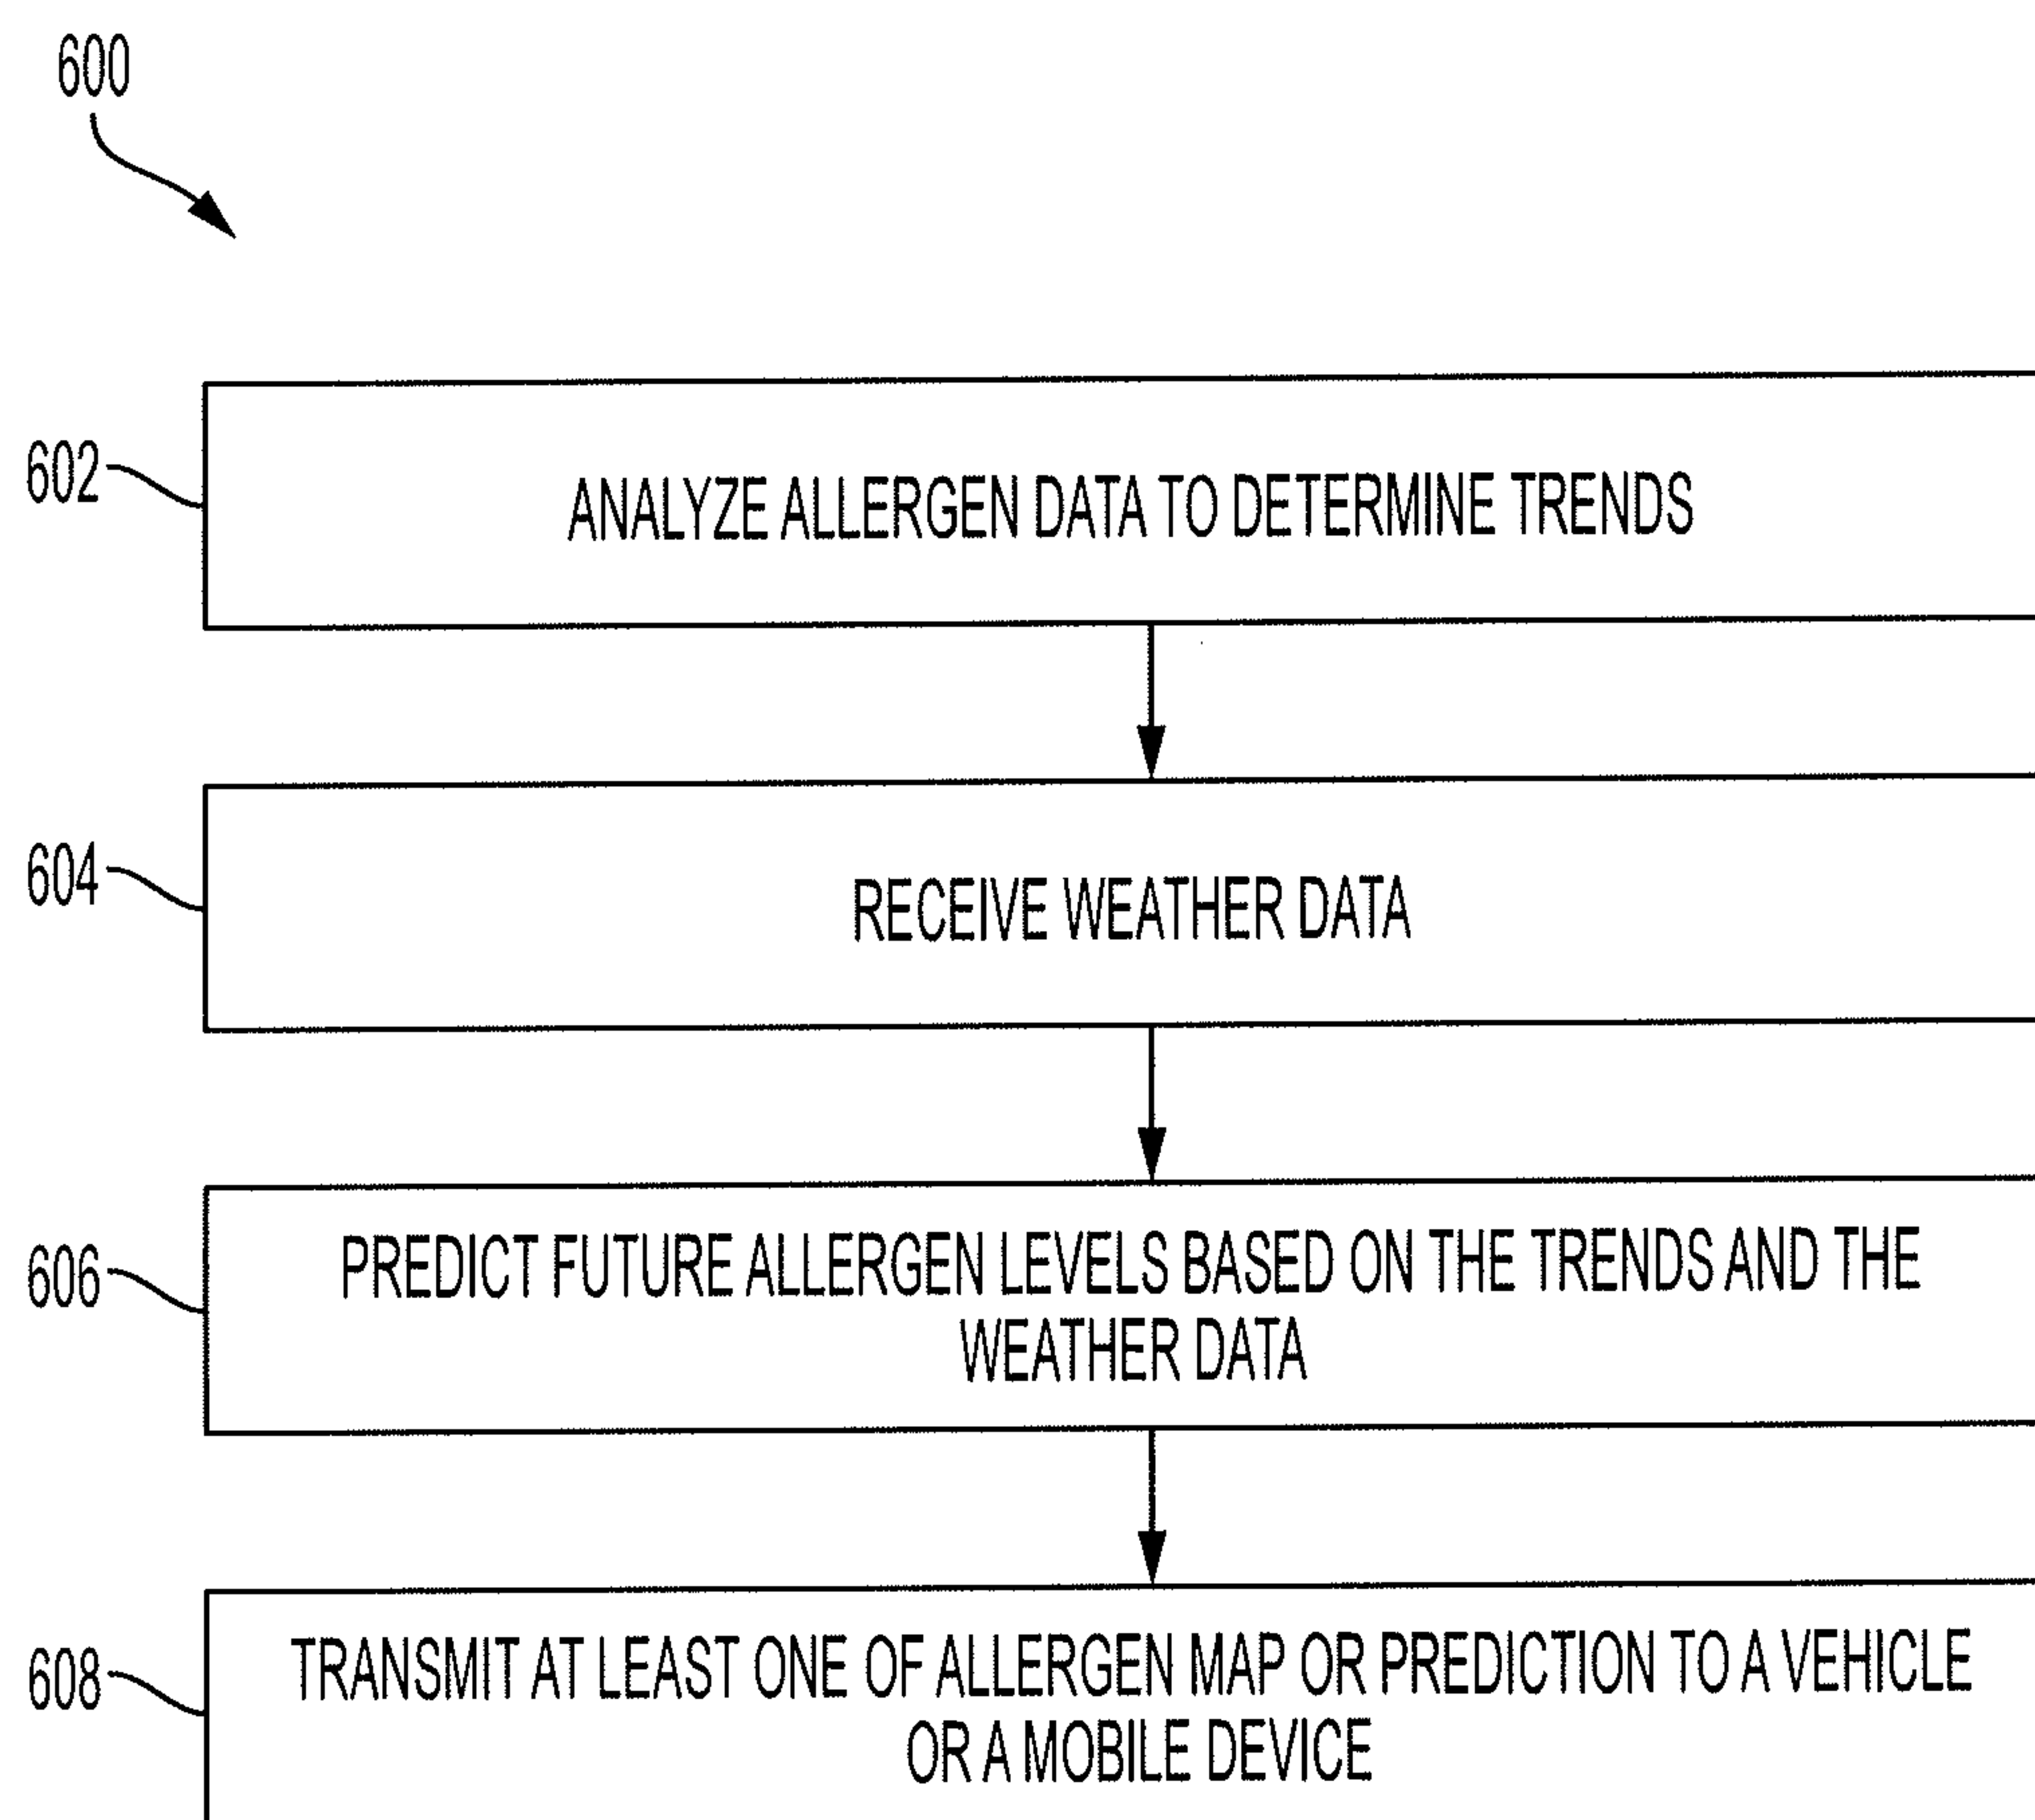 600
602
ANALYZE ALLERGEN DATA TO DETERMINE TRENDS
604
RECEIVE WEATHER DATA
606
PREDICT FUTURE ALLERGEN LEVELS BASED ON THE TRENDS AND THE
WEATHER DATA
608
TRANSMIT AT LEAST ONE OF ALLERGEN MAP OR PREDICTION TO A VEHICLE
OR A MOBILE DEVICE